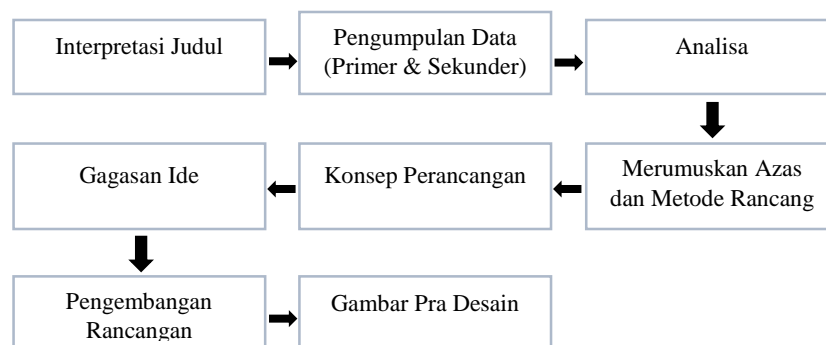 Interpretasi Judul
Pengumpulan Data
(Primer & Sekunder)
Analisa
Merumuskan Azas
dan Metode Rancang
Konsep Perancangan
Gagasan Ide
Pengembangan
Rancangan
Gambar Pra Desain